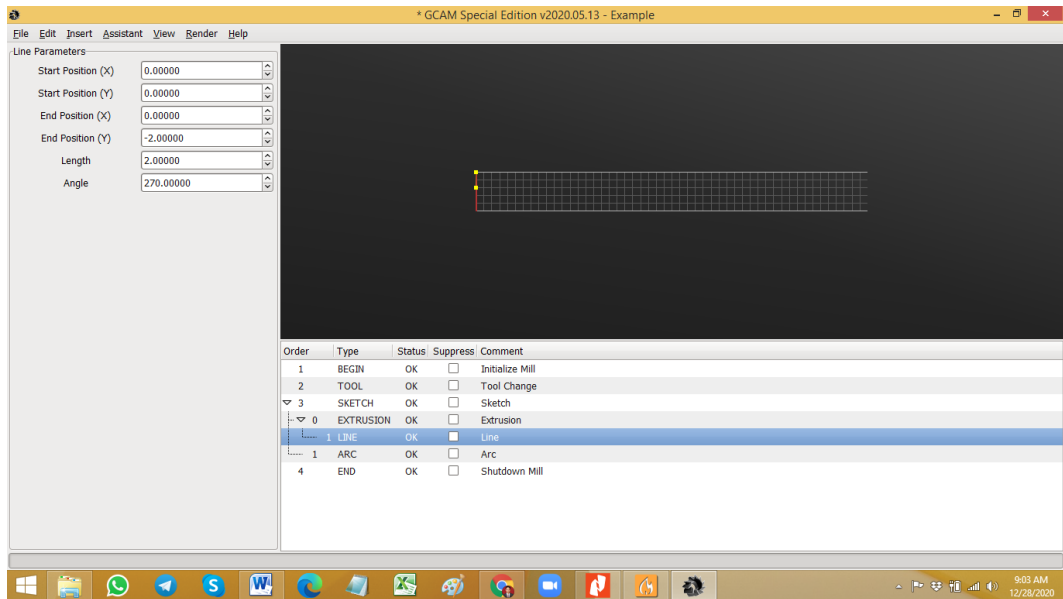 * GCAM Special Edition v2020.05.13 - Example
File Edit Insert Assistant View Render Help
Line Parameters
Start Position (X) 0.00000
Start Position (Y) 0.00000
End Position (X) 0.00000
End Position (Y) -2.00000
Length 2.00000
Angle 270.00000
Order Type Status Suppress Comment
1 BEGIN OK Initialize Mill
2 TOOL OK Tool Change
3 SKETCH OK Sketch
0 EXTRUSION OK Extrusion
1 LINE OK Line
1 ARC OK Arc
4 END OK Shutdown Mill
9:03 AM
12/28/2020